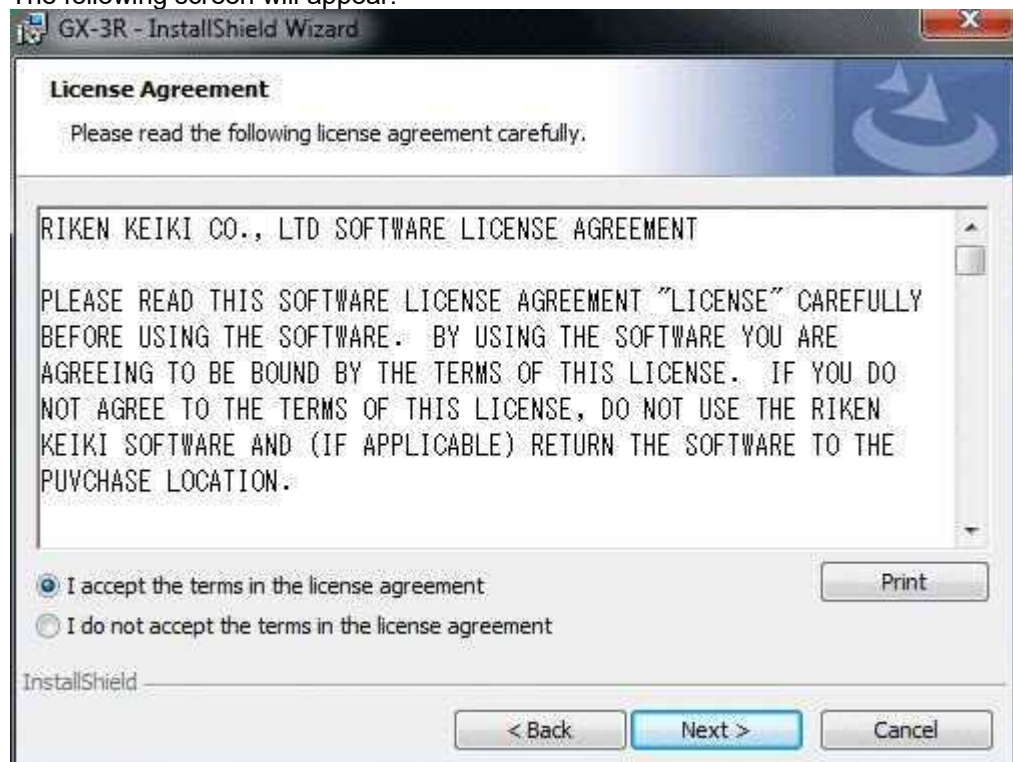 The following screen will appear.
GX-3R - InstallShield Wizard
License Agreement
Please read the following license agreement carefully.
RIKEN KEIKI CO., LTD SOFTWARE LICENSE AGREEMENT
PLEASE READ THIS SOFTWARE LICENSE AGREEMENT "LICENSE" CAREFULLY
BEFORE USING THE SOFTWARE.  BY USING THE SOFTWARE YOU ARE
AGREEING TO BE BOUND BY THE TERMS OF THIS LICENSE.  IF YOU DO
NOT AGREE TO THE TERMS OF THIS LICENSE, DO NOT USE THE RIKEN
KEIKI SOFTWARE AND (IF APPLICABLE) RETURN THE SOFTWARE TO THE
PUVCHASE LOCATION.
I accept the terms in the license agreement
Print
I do not accept the terms in the license agreement
InstallShield
< Back
Next >
Cancel